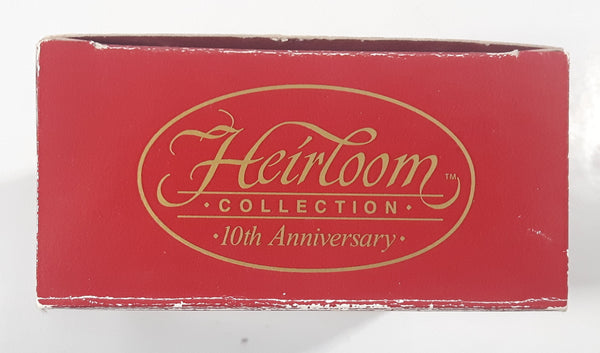 Heirloom™
• COLLECTION •
• 10th Anniversary •